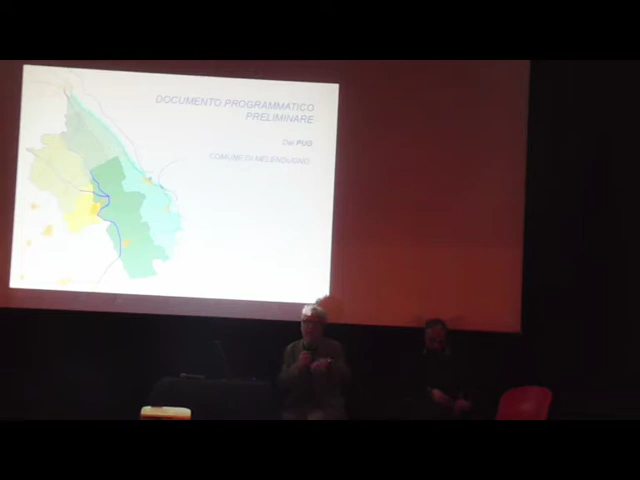 DOCUMENTO PROGRAMMATICO
PRELIMINARE
Del PUG
COMUNE DI MELENDUGNO